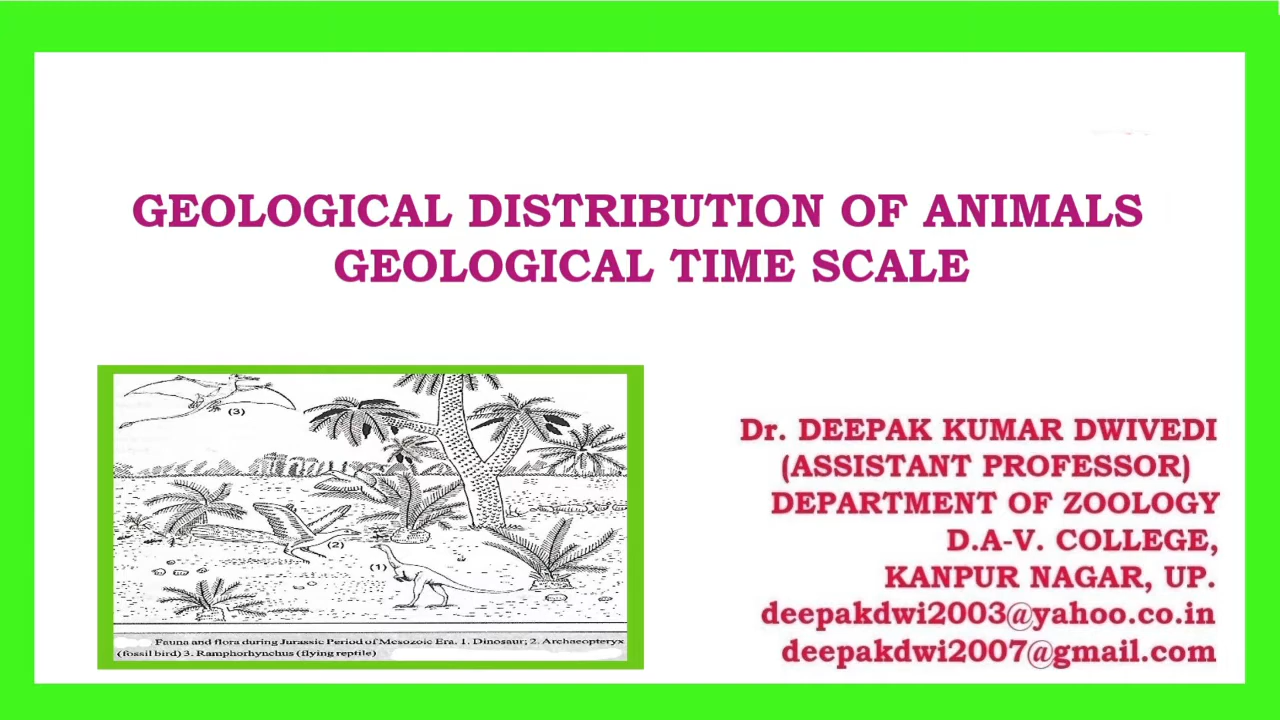 GEOLOGICAL DISTRIBUTION OF ANIMALS
GEOLOGICAL TIME SCALE
(3)
(2)
(1)
Fauna and flora during Jurassic Period of Mesozoic Era. 1. Dinosaur; 2. Archaeopteryx
(fossil bird) 3. Ramphorhynchus (flying reptile)
Dr. DEEPAK KUMAR DWIVEDI
(ASSISTANT PROFESSOR)
DEPARTMENT OF ZOOLOGY
D.A-V. COLLEGE,
KANPUR NAGAR, UP.
deepakdwi2003@yahoo.co.in
deepakdwi2007@gmail.com